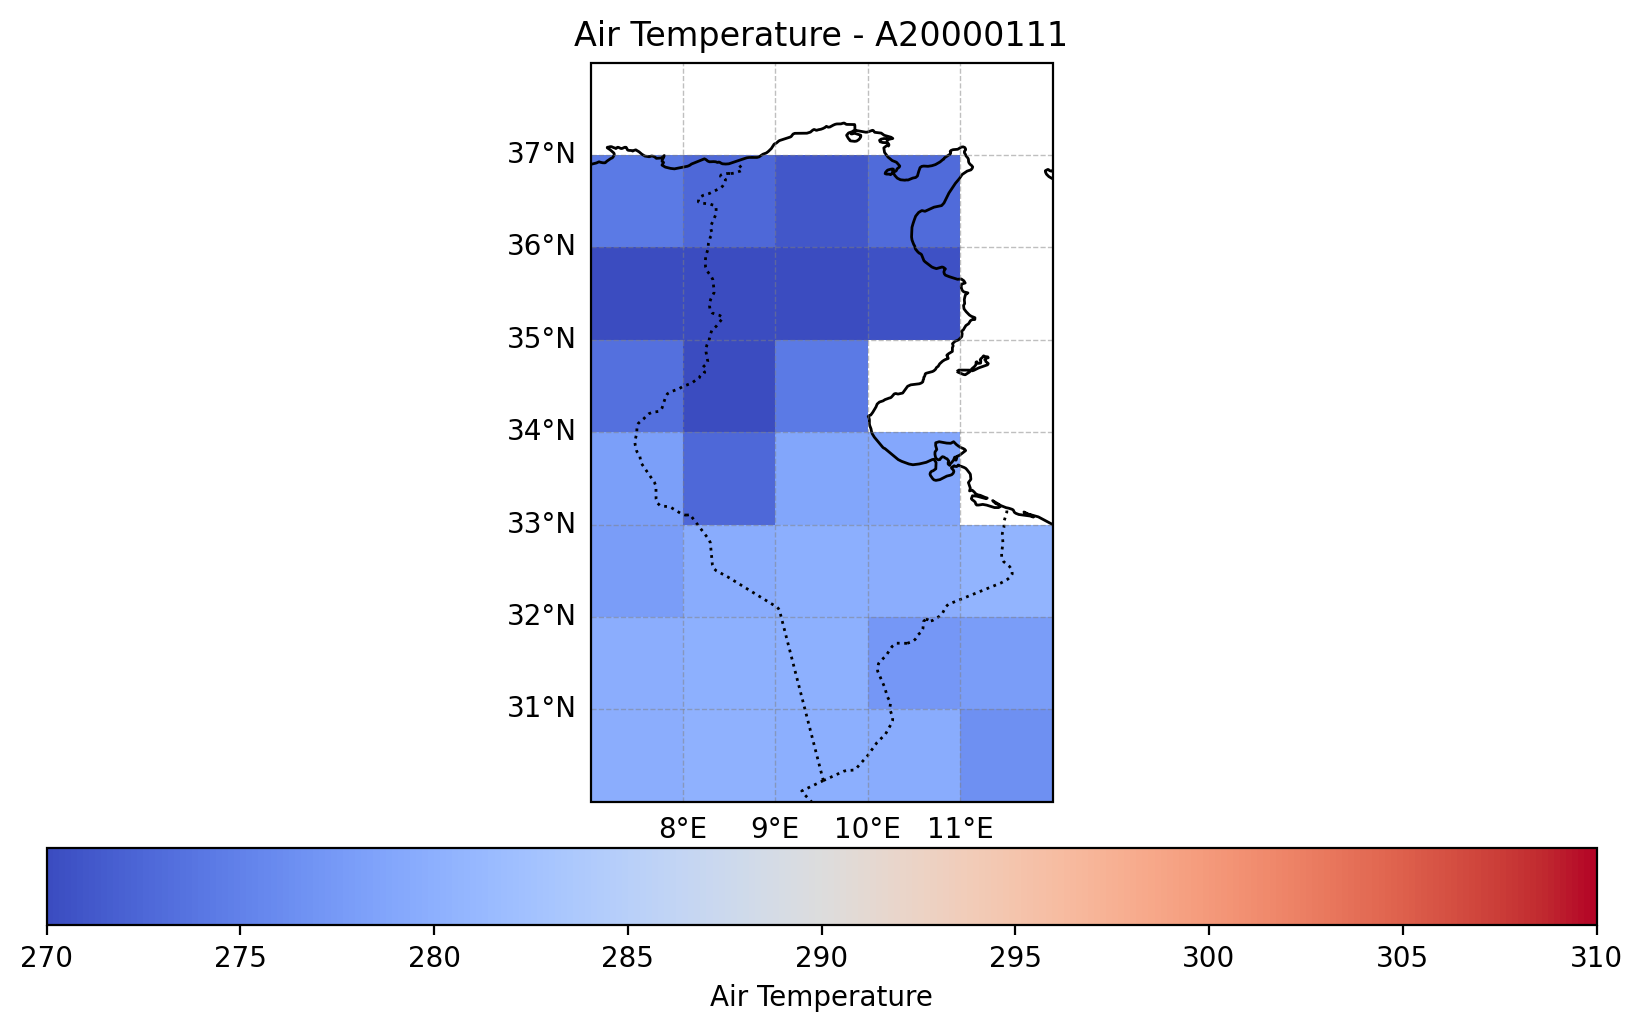 Air Temperature - A20000111
37°N
36°N
35°N
34°N
33°N
32°N
31°N
8°E 9°E 10°E 11°E
270 275 280 285 290 295 300 305 310
Air Temperature